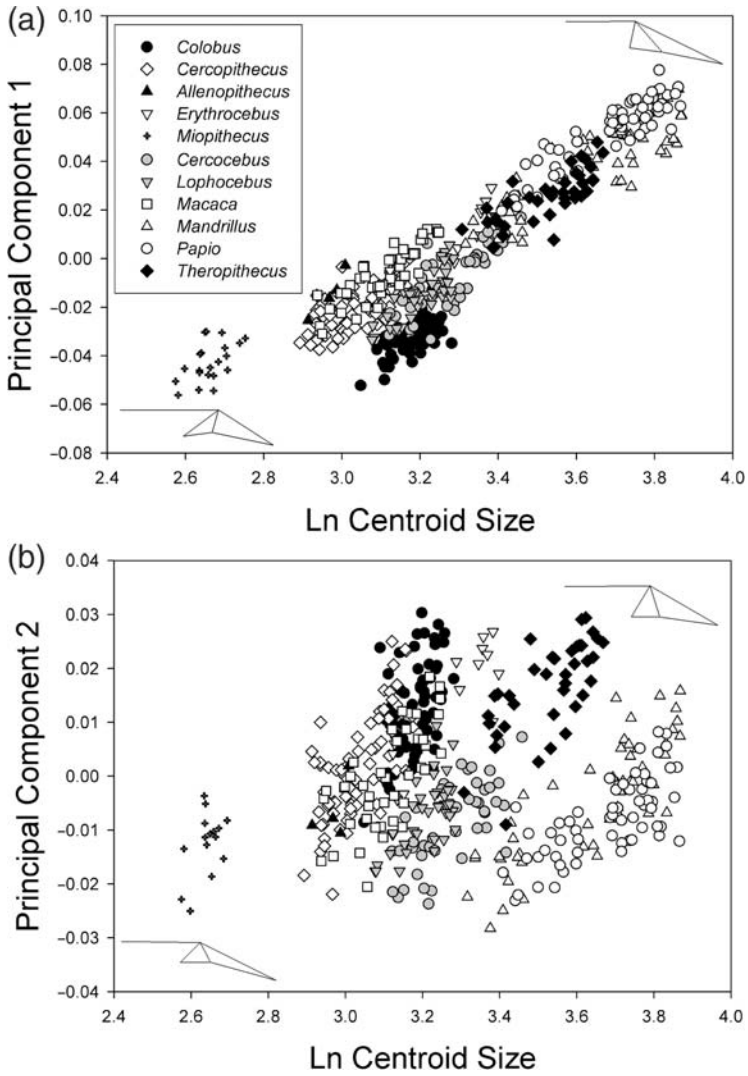 (a)
0.10
0.08
0.06
0.04
0.02
0.00
−0.02
−0.04
−0.06
−0.08
Principal Component 1
Colobus
Cercopithecus
Allenopithecus
Erythrocebus
Miopithecus
Cercocebus
Lophocebus
Macaca
Mandrillus
Papio
Theropithecus
2.4 2.6 2.8 3.0 3.2 3.4 3.6 3.8 4.0
Ln Centroid Size
(b)
0.04
0.03
0.02
0.01
0.00
−0.01
−0.02
−0.03
−0.04
Principal Component 2
2.4 2.6 2.8 3.0 3.2 3.4 3.6 3.8 4.0
Ln Centroid Size